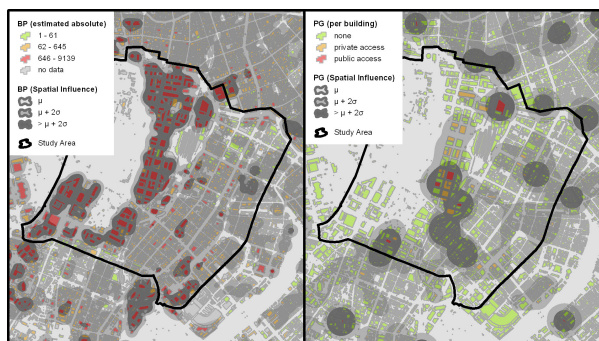 BP (estimated absolute)
1 - 61
62 - 645
646 - 9139
no data
BP (Spatial Influence)
μ
μ + 2σ
> μ + 2σ
Study Area
PG (per building)
none
private access
public access
PG (Spatial Influence)
μ
μ + 2σ
> μ + 2σ
Study Area